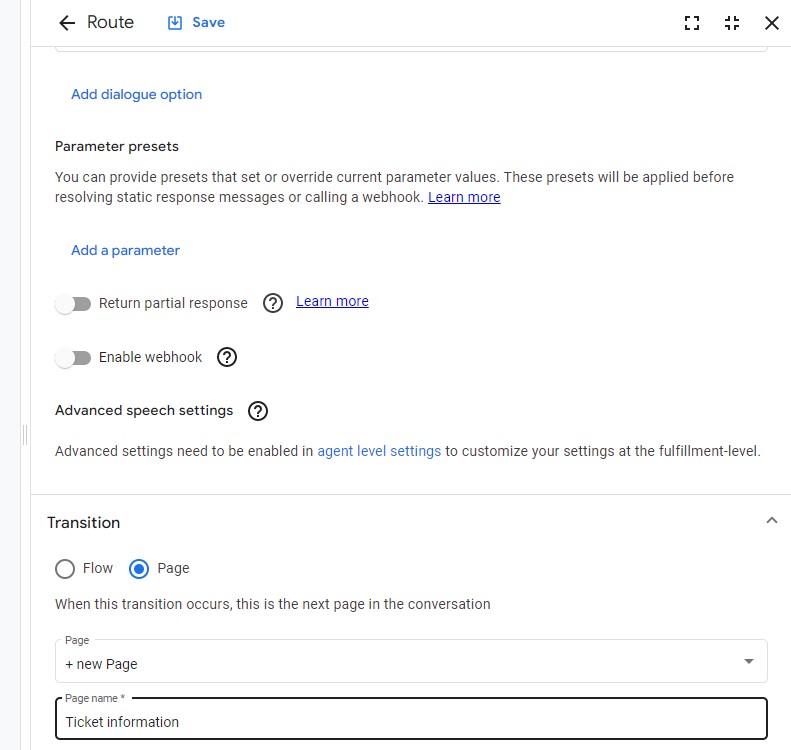 Route Save
Add dialogue option
Parameter presets
You can provide presets that set or override current parameter values. These presets will be applied before
resolving static response messages or calling a webhook. Learn more
Add a parameter
Return partial response ? Learn more
Enable webhook ?
Advanced speech settings ?
Advanced settings need to be enabled in agent level settings to customize your settings at the fulfillment-level.
Transition
Flow Page
When this transition occurs, this is the next page in the conversation
Page
+ new Page
Page name *
Ticket information